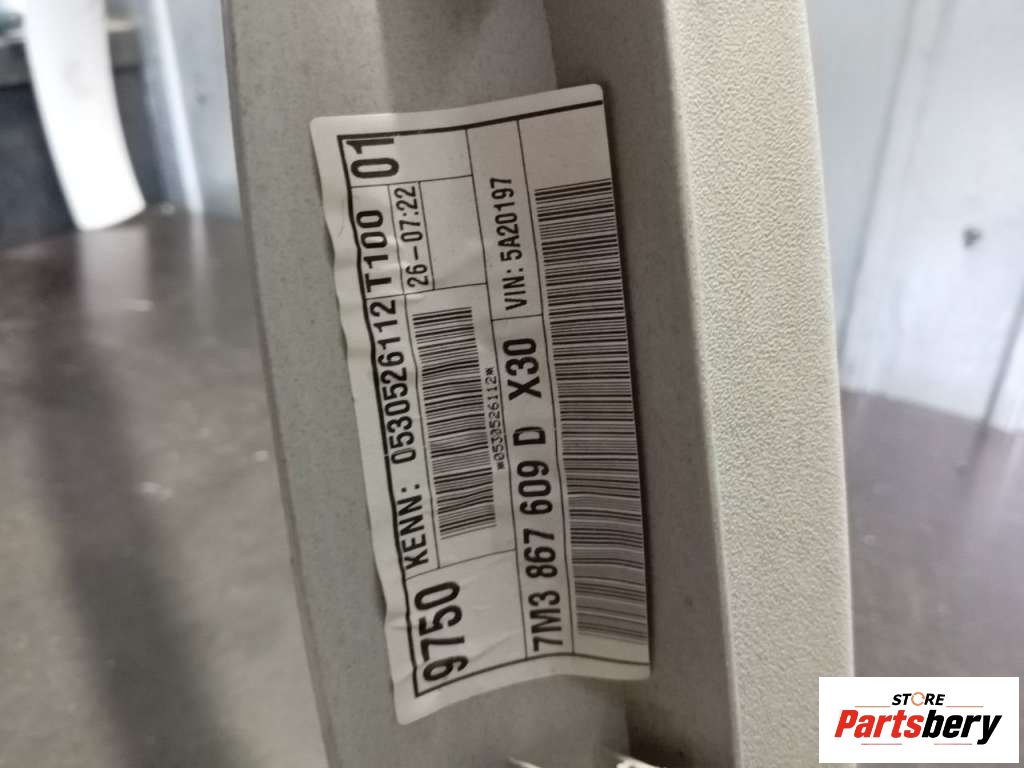 9750 KENN: 0530526112 T100 01
26-07:22
*0530526112*
7M3 867 609 D X30 VIN: 5A20197
STORE
Partsbery